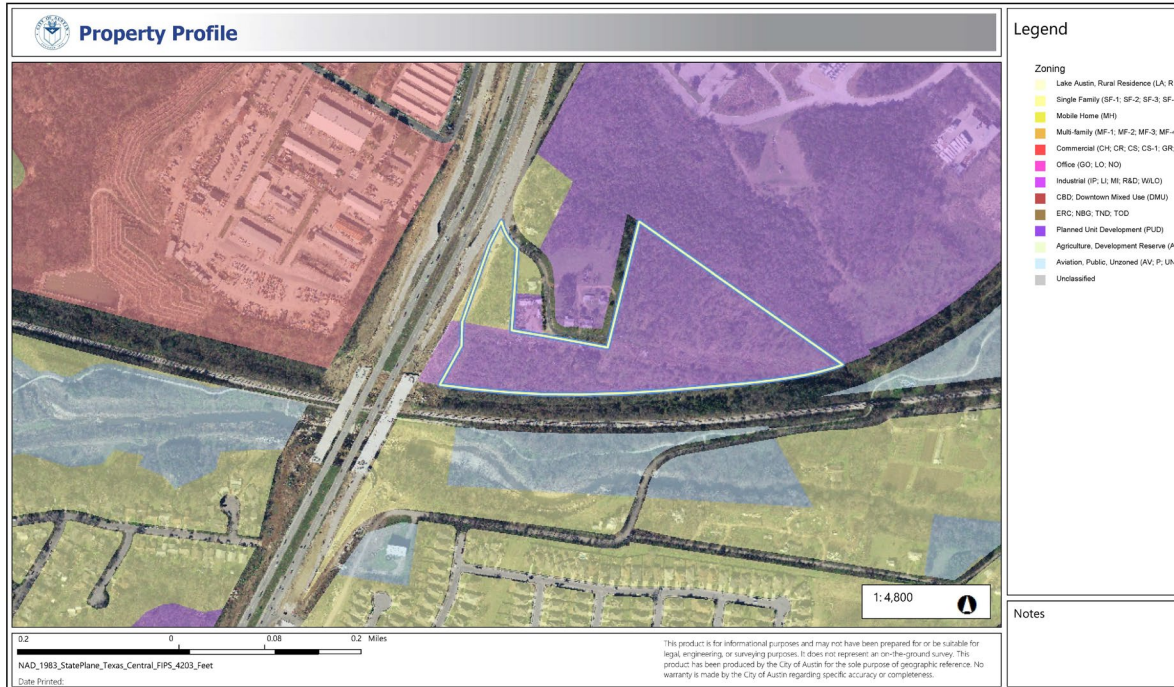 Property Profile
Legend
Zoning
Lake Austin, Rural Residence (LA; R
Single Family (SF-1; SF-2; SF-3; SF-
Mobile Home (MH)
Multi-family (MF-1; MF-2; MF-3; MF-
Commercial (CH; CR; CS; CS-1; GR;
Office (GO; LO; NO)
Industrial (IP; LI; MI; R&D; W/LO)
CBD; Downtown Mixed Use (DMU)
ERC; NBG; TND; TOD
Planned Unit Development (PUD)
Agriculture, Development Reserve (A
Aviation, Public, Unzoned (AV; P; UN
Unclassified
1: 4,800
Notes
0.2 0 0.08 0.2 Miles
NAD_1983_StatePlane_Texas_Central_FIPS_4203_Feet
Date Printed:
This product is for informational purposes and may not have been prepared for or be suitable for
legal, engineering, or surveying purposes. It does not represent an on-the-ground survey. This
product has been produced by the City of Austin for the sole purpose of geographic reference. No
warranty is made by the City of Austin regarding specific accuracy or completeness.